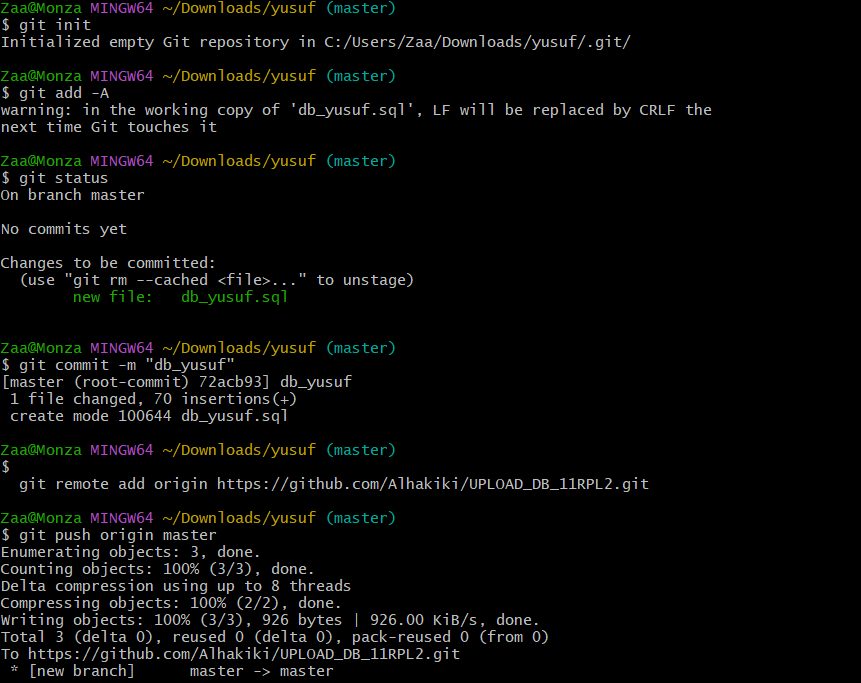 Zaa@Monza MINGW64 ~/Downloads/yusuf (master)
$ git init
Initialized empty Git repository in C:/Users/Zaa/Downloads/yusuf/.git/

Zaa@Monza MINGW64 ~/Downloads/yusuf (master)
$ git add -A
warning: in the working copy of 'db_yusuf.sql', LF will be replaced by CRLF the
next time Git touches it

Zaa@Monza MINGW64 ~/Downloads/yusuf (master)
$ git status
On branch master

No commits yet

Changes to be committed:
  (use "git rm --cached <file>..." to unstage)
        new file:   db_yusuf.sql


Zaa@Monza MINGW64 ~/Downloads/yusuf (master)
$ git commit -m "db_yusuf"
[master (root-commit) 72acb93] db_yusuf
 1 file changed, 70 insertions(+)
 create mode 100644 db_yusuf.sql

Zaa@Monza MINGW64 ~/Downloads/yusuf (master)
$
  git remote add origin https://github.com/Alhakiki/UPLOAD_DB_11RPL2.git

Zaa@Monza MINGW64 ~/Downloads/yusuf (master)
$ git push origin master
Enumerating objects: 3, done.
Counting objects: 100% (3/3), done.
Delta compression using up to 8 threads
Compressing objects: 100% (2/2), done.
Writing objects: 100% (3/3), 926 bytes | 926.00 KiB/s, done.
Total 3 (delta 0), reused 0 (delta 0), pack-reused 0 (from 0)
To https://github.com/Alhakiki/UPLOAD_DB_11RPL2.git
 * [new branch]      master -> master